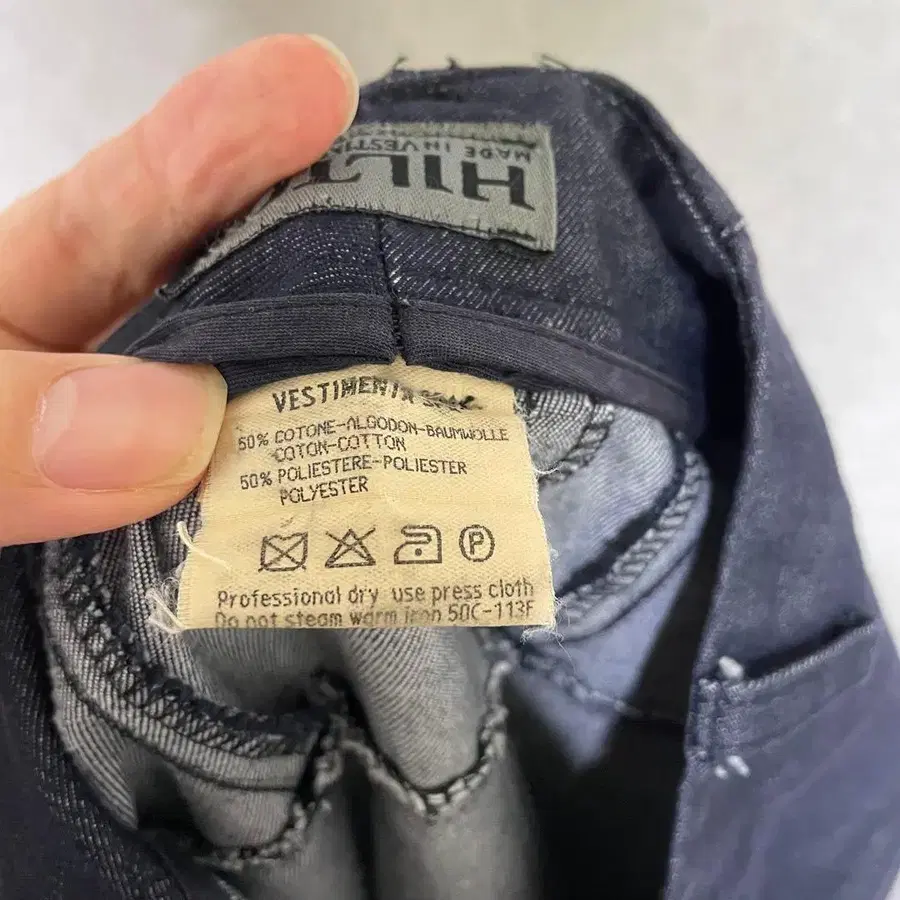 HILT
MADE IN VESTIM
VESTIMENTA
50% COTONE-ALGODON-BAUMWOLLE
COTON-COTTON
50% POLIESTERE-POLIESTER
POLYESTER
P
Professional dry use press cloth
Do not steam warm iron 50C-113F